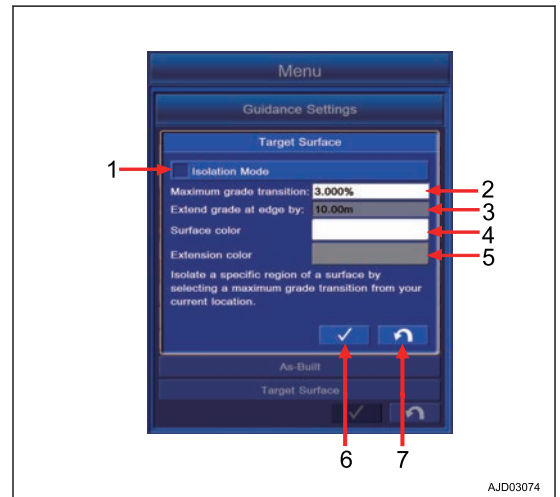 Menu
Guidance Settings
Target Surface
1
Isolation Mode
Maximum grade transition: 3.000% 2
Extend grade at edge by: 10.00m 3
Surface color 4
Extension color 5
Isolate a specific region of a surface by
selecting a maximum grade transition from your
current location.
As-Built
Target Surface
6 7
AJD03074